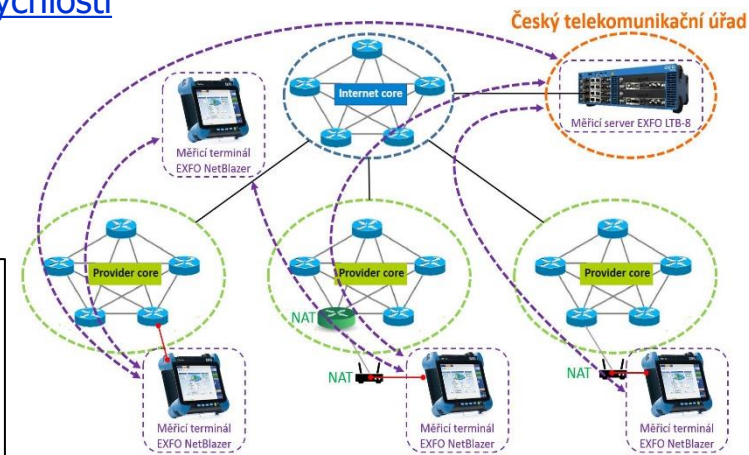 ychlosti
Český telekomunikační úřad
Internet core
Měřicí server EXFO LTB-8
Měřicí terminál
EXFO NetBlazer
Provider core
Provider core
Provider core
NAT
NAT
NAT
Měřicí terminál
EXFO NetBlazer
Měřicí terminál
EXFO NetBlazer
Měřicí terminál
EXFO NetBlazer